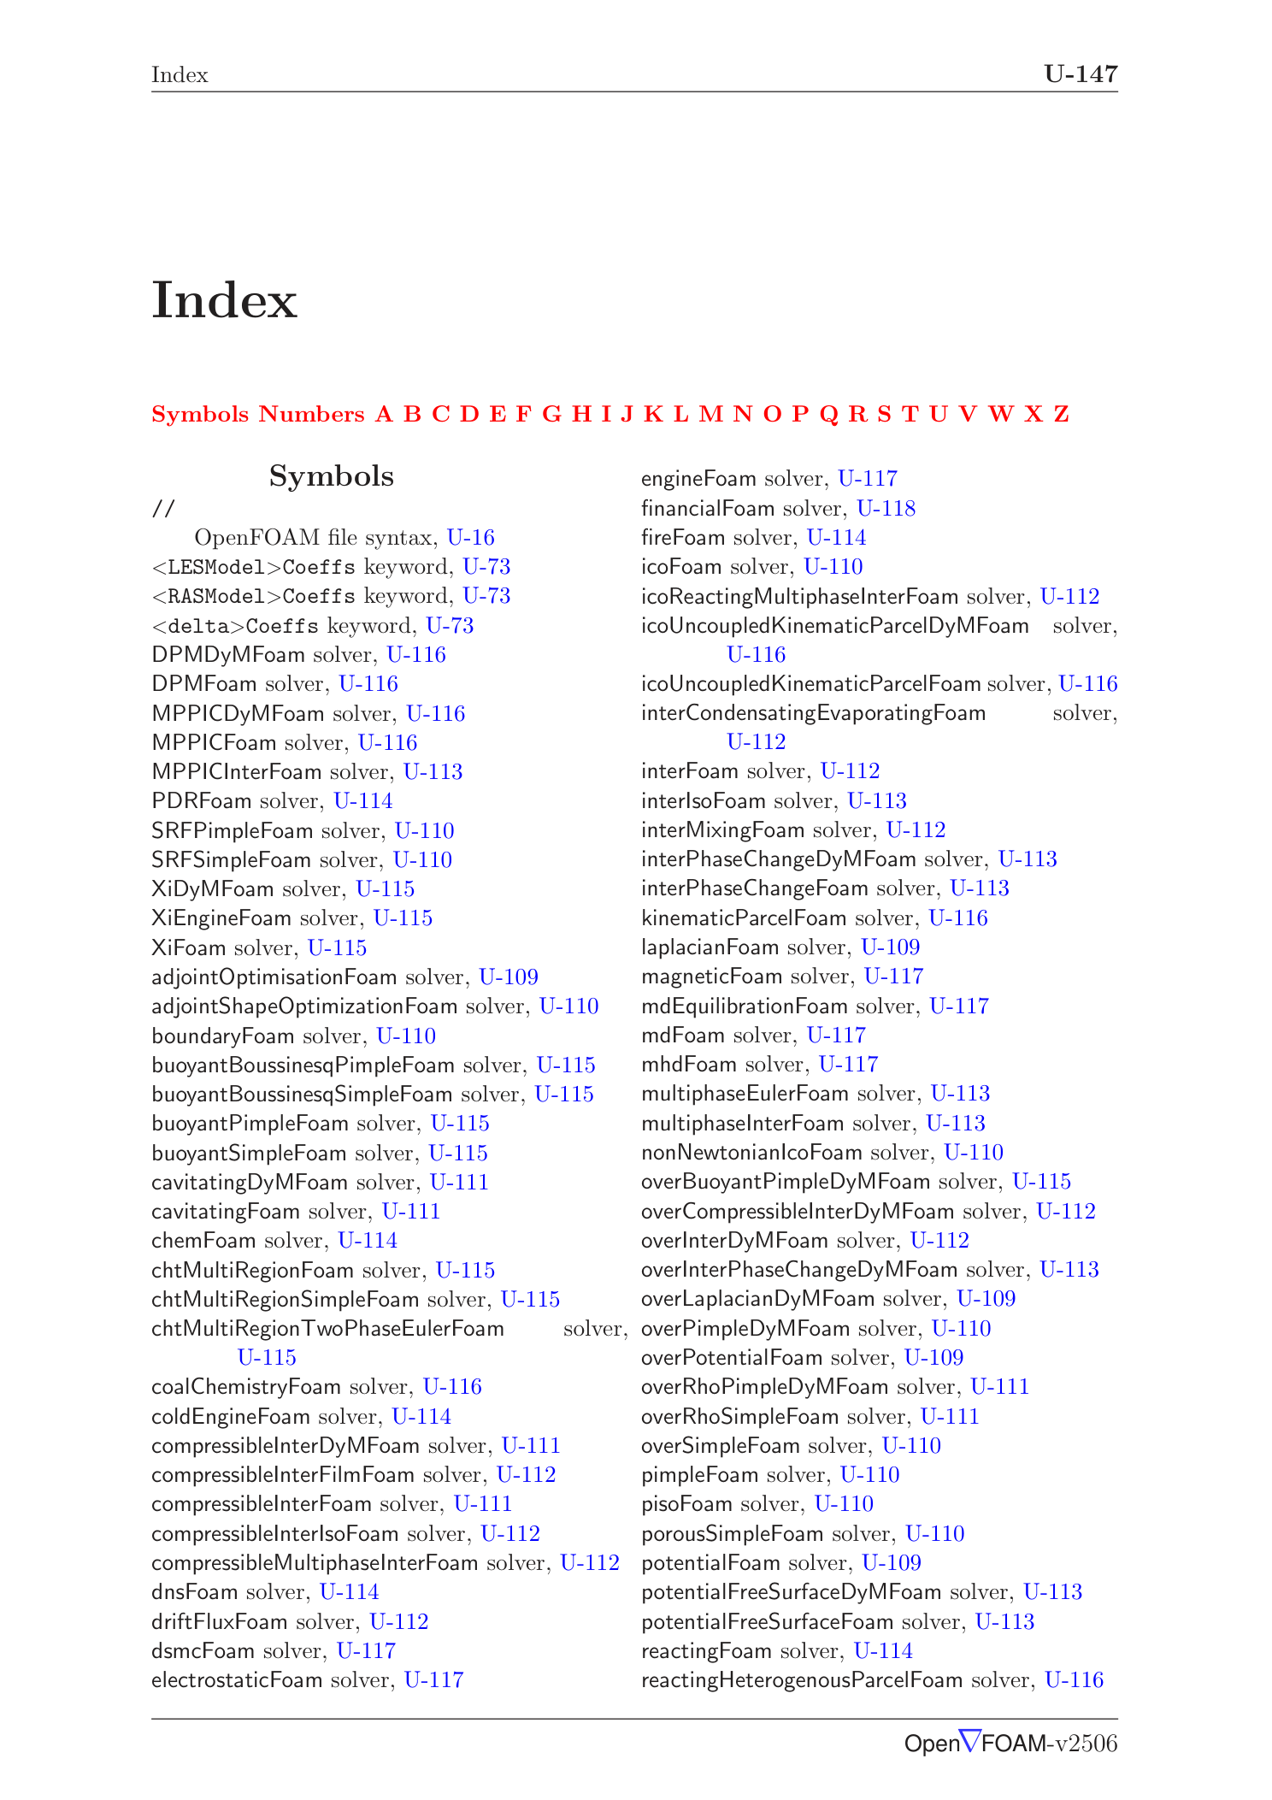 Index U-147
Index
Symbols Numbers A B C D E F G H I J K L M N O P Q R S T U V W X Z
Symbols
//
OpenFOAM file syntax, U-16
<LESModel>Coeffs keyword, U-73
<RASModel>Coeffs keyword, U-73
<delta>Coeffs keyword, U-73
DPMDyMFoam solver, U-116
DPMFoam solver, U-116
MPPICDyMFoam solver, U-116
MPPICFoam solver, U-116
MPPICInterFoam solver, U-113
PDRFoam solver, U-114
SRFPimpleFoam solver, U-110
SRFSimpleFoam solver, U-110
XiDyMFoam solver, U-115
XiEngineFoam solver, U-115
XiFoam solver, U-115
adjointOptimisationFoam solver, U-109
adjointShapeOptimizationFoam solver, U-110
boundaryFoam solver, U-110
buoyantBoussinesqPimpleFoam solver, U-115
buoyantBoussinesqSimpleFoam solver, U-115
buoyantPimpleFoam solver, U-115
buoyantSimpleFoam solver, U-115
cavitatingDyMFoam solver, U-111
cavitatingFoam solver, U-111
chemFoam solver, U-114
chtMultiRegionFoam solver, U-115
chtMultiRegionSimpleFoam solver, U-115
chtMultiRegionTwoPhaseEulerFoam solver,
U-115
coalChemistryFoam solver, U-116
coldEngineFoam solver, U-114
compressibleInterDyMFoam solver, U-111
compressibleInterFilmFoam solver, U-112
compressibleInterFoam solver, U-111
compressibleInterIsoFoam solver, U-112
compressibleMultiphaseInterFoam solver, U-112
dnsFoam solver, U-114
driftFluxFoam solver, U-112
dsmcFoam solver, U-117
electrostaticFoam solver, U-117
engineFoam solver, U-117
financialFoam solver, U-118
fireFoam solver, U-114
icoFoam solver, U-110
icoReactingMultiphaseInterFoam solver, U-112
icoUncoupledKinematicParcelDyMFoam solver,
U-116
icoUncoupledKinematicParcelFoam solver, U-116
interCondensatingEvaporatingFoam solver,
U-112
interFoam solver, U-112
interIsoFoam solver, U-113
interMixingFoam solver, U-112
interPhaseChangeDyMFoam solver, U-113
interPhaseChangeFoam solver, U-113
kinematicParcelFoam solver, U-116
laplacianFoam solver, U-109
magneticFoam solver, U-117
mdEquilibrationFoam solver, U-117
mdFoam solver, U-117
mhdFoam solver, U-117
multiphaseEulerFoam solver, U-113
multiphaseInterFoam solver, U-113
nonNewtonianIcoFoam solver, U-110
overBuoyantPimpleDyMFoam solver, U-115
overCompressibleInterDyMFoam solver, U-112
overInterDyMFoam solver, U-112
overInterPhaseChangeDyMFoam solver, U-113
overLaplacianDyMFoam solver, U-109
overPimpleDyMFoam solver, U-110
overPotentialFoam solver, U-109
overRhoPimpleDyMFoam solver, U-111
overRhoSimpleFoam solver, U-111
overSimpleFoam solver, U-110
pimpleFoam solver, U-110
pisoFoam solver, U-110
porousSimpleFoam solver, U-110
potentialFoam solver, U-109
potentialFreeSurfaceDyMFoam solver, U-113
potentialFreeSurfaceFoam solver, U-113
reactingFoam solver, U-114
reactingHeterogenousParcelFoam solver, U-116
Open▽FOAM-v2506